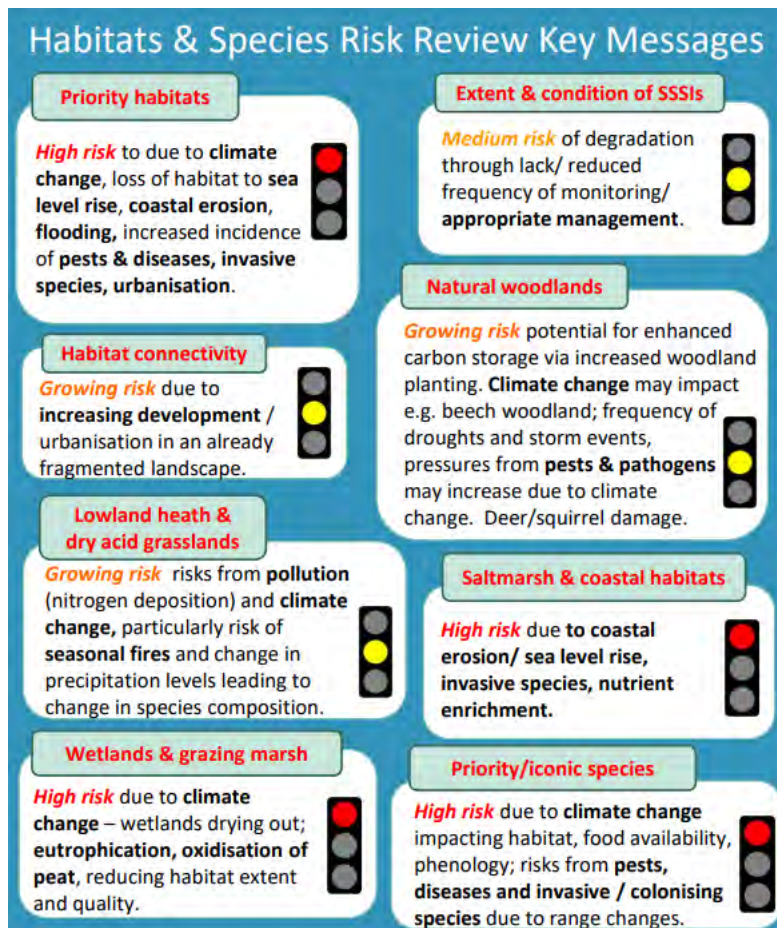 Habitats & Species Risk Review Key Messages
Priority habitats
High risk to due to climate
change, loss of habitat to sea
level rise, coastal erosion,
flooding, increased incidence
of pests & diseases, invasive
species, urbanisation.
Extent & condition of SSSIs
Medium risk of degradation
through lack/ reduced
frequency of monitoring/
appropriate management.
Habitat connectivity
Growing risk due to
increasing development /
urbanisation in an already
fragmented landscape.
Natural woodlands
Growing risk potential for enhanced
carbon storage via increased woodland
planting. Climate change may impact
e.g. beech woodland; frequency of
droughts and storm events,
pressures from pests & pathogens
may increase due to climate
change. Deer/squirrel damage.
Lowland heath &
dry acid grasslands
Growing risk risks from pollution
(nitrogen deposition) and climate
change, particularly risk of
seasonal fires and change in
precipitation levels leading to
change in species composition.
Saltmarsh & coastal habitats
High risk due to coastal
erosion/ sea level rise,
invasive species, nutrient
enrichment.
Wetlands & grazing marsh
High risk due to climate
change – wetlands drying out;
eutrophication, oxidisation of
peat, reducing habitat extent
and quality.
Priority/iconic species
High risk due to climate change
impacting habitat, food availability,
phenology; risks from pests,
diseases and invasive / colonising
species due to range changes.